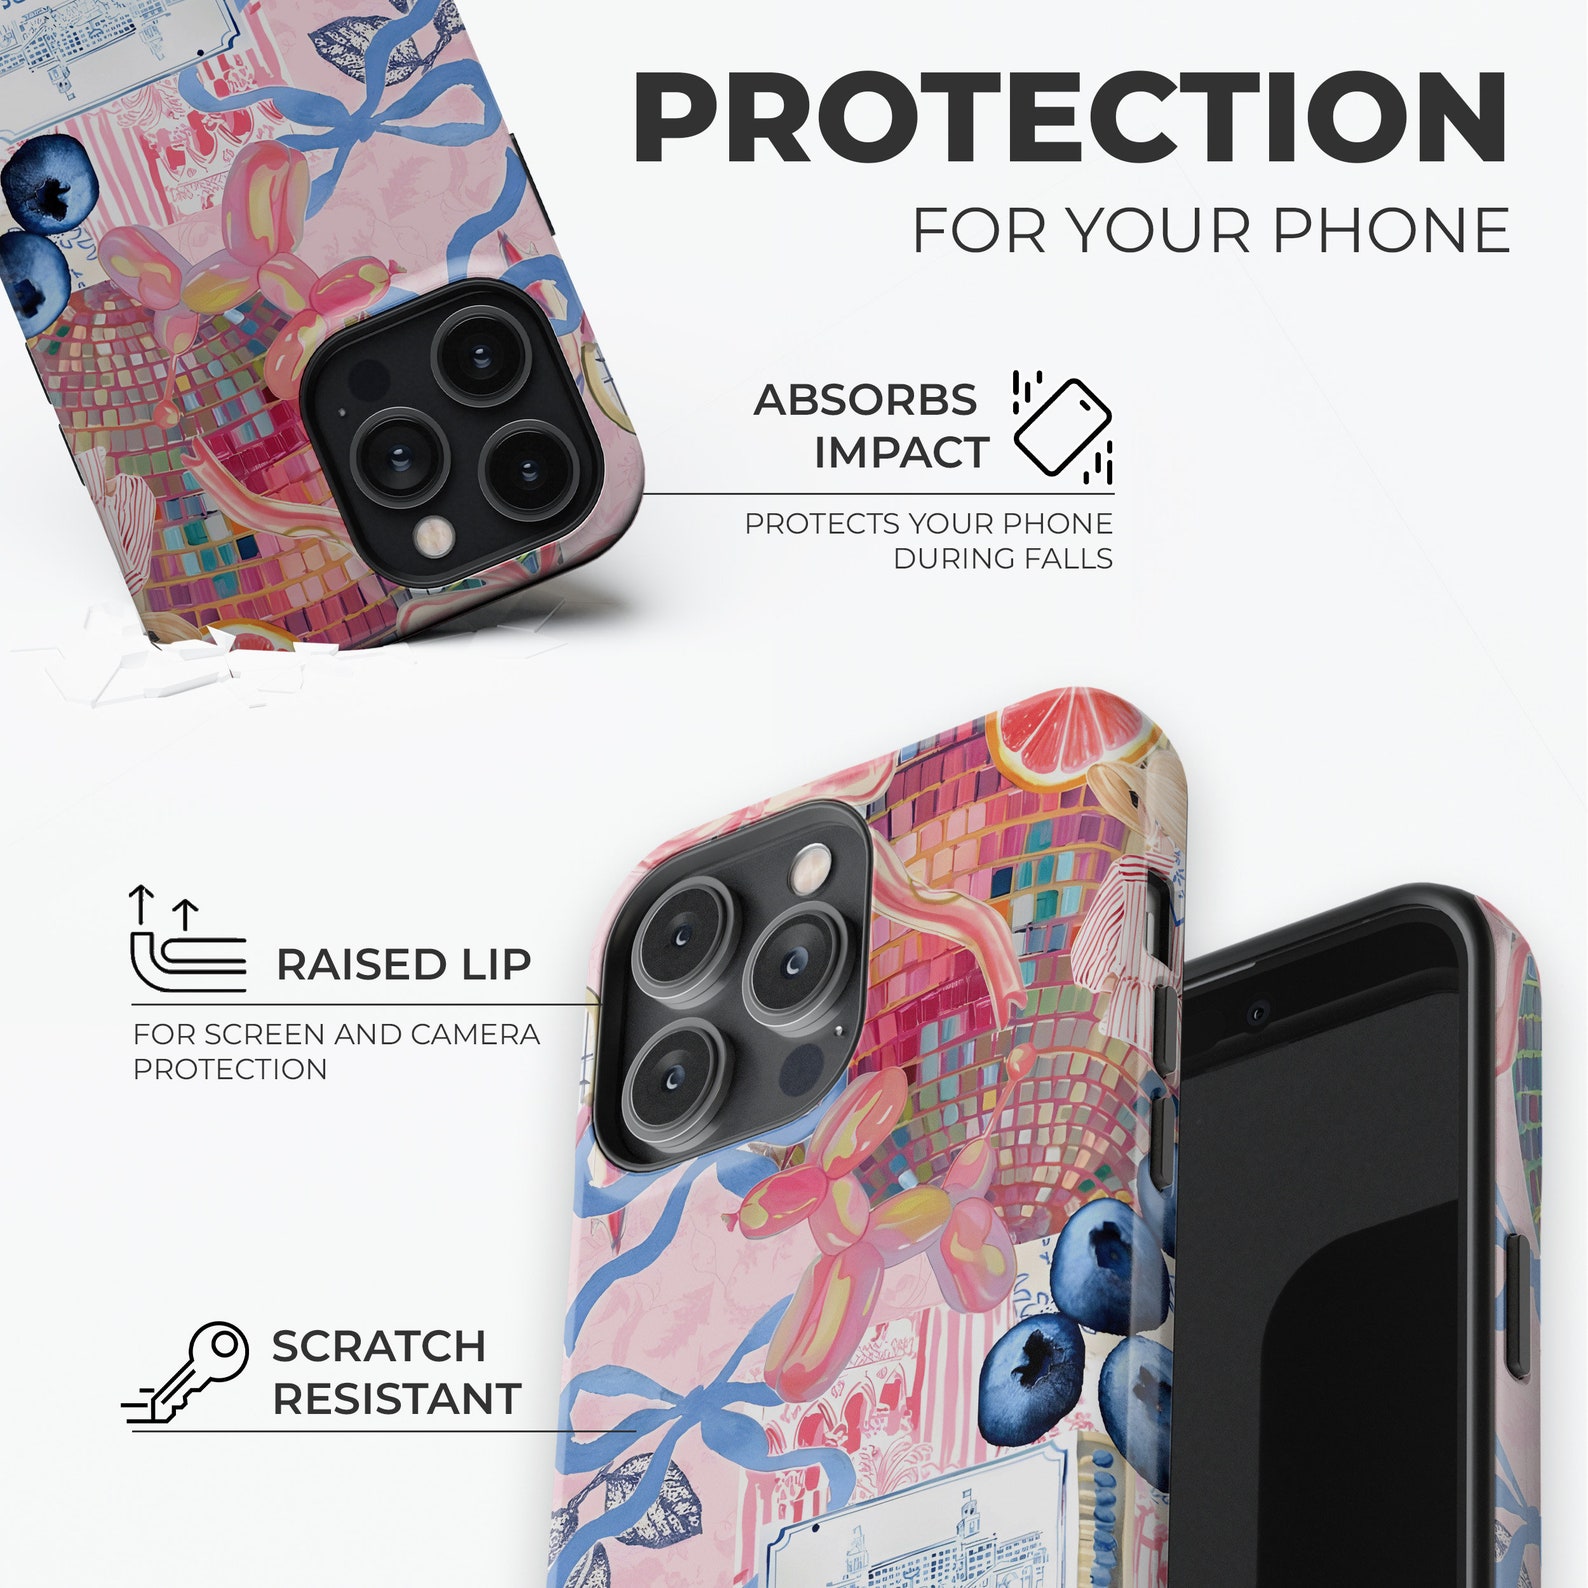 PROTECTION
FOR YOUR PHONE
ABSORBS
IMPACT
PROTECTS YOUR PHONE
DURING FALLS
RAISED LIP
FOR SCREEN AND CAMERA
PROTECTION
SCRATCH
RESISTANT